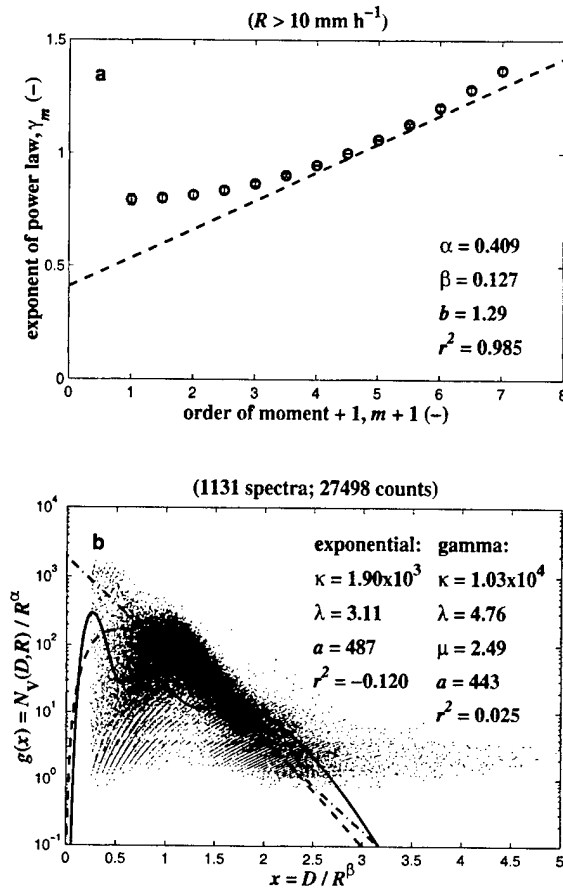 (R > 10 mm h⁻¹)
a
exponent of power law, γm (−)
1.5
1
0.5
0
α = 0.409
β = 0.127
b = 1.29
r² = 0.985
0 1 2 3 4 5 6 7 8
order of moment + 1, m + 1 (−)
(1131 spectra; 27498 counts)
b
g(x) = NV(D,R) / R^α
10⁴
10³
10²
10¹
10⁰
10⁻¹
exponential: gamma:
κ = 1.90x10³ κ = 1.03x10⁴
λ = 3.11 λ = 4.76
a = 487 μ = 2.49
r² = −0.120 a = 443
r² = 0.025
0 0.5 1 1.5 2 2.5 3 3.5 4 4.5 5
x = D / R^β